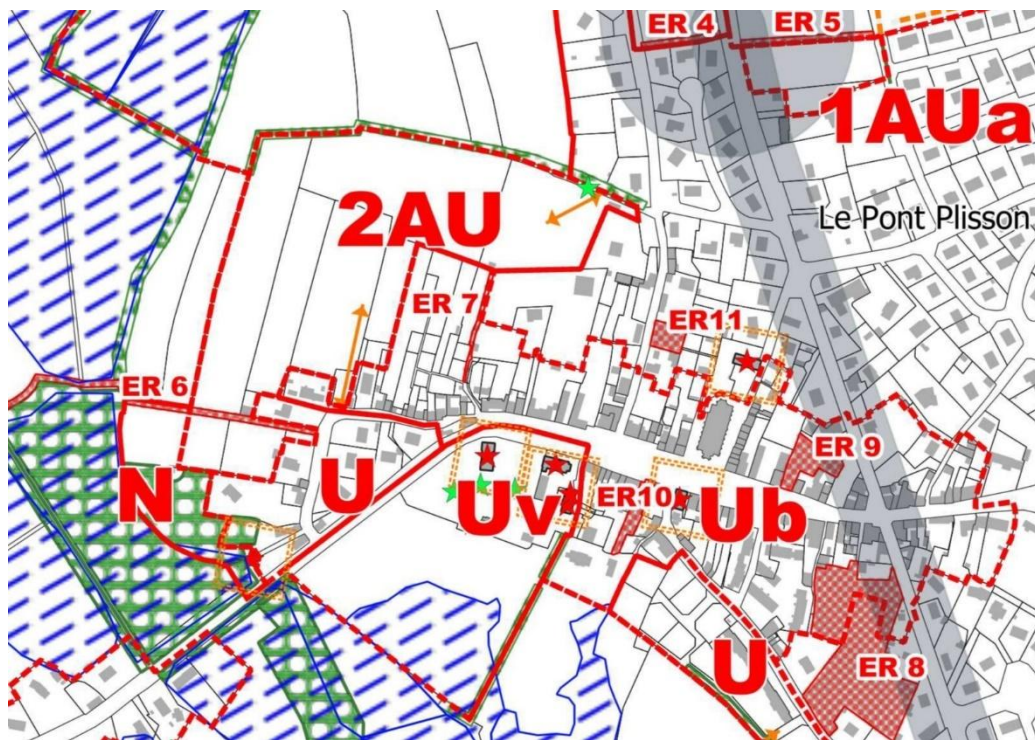 ER 4
ER 5
1AUa
2AU
Le Pont Plisson
ER 7
ER11
ER 6
ER 9
N
U
Uv
ER10
Ub
U
ER 8